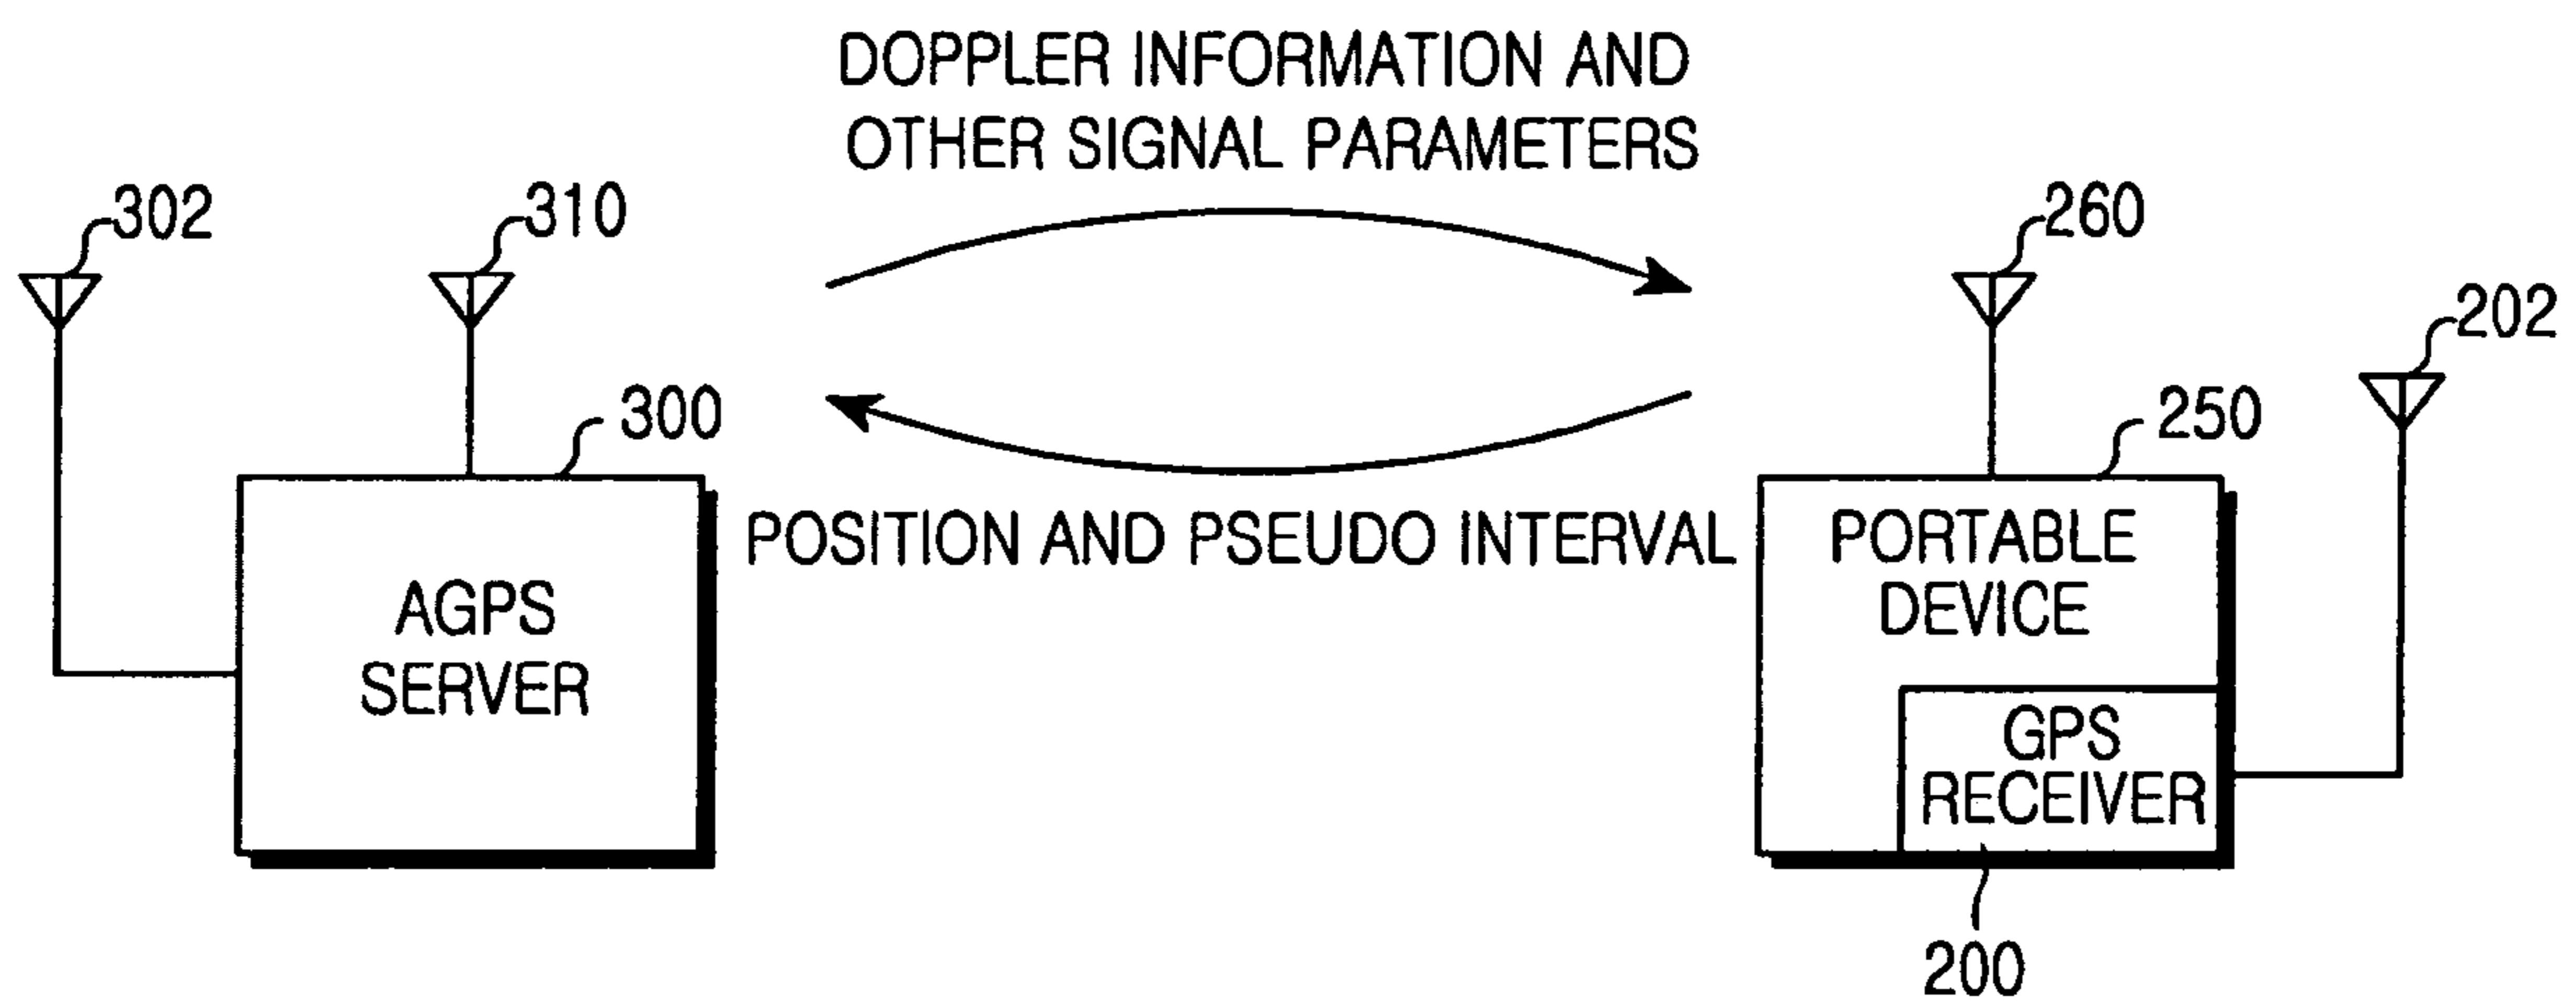 DOPPLER INFORMATION AND
OTHER SIGNAL PARAMETERS
302
310
260
202
300
250
POSITION AND PSEUDO INTERVAL
AGPS
SERVER
PORTABLE
DEVICE
GPS
RECEIVER
200